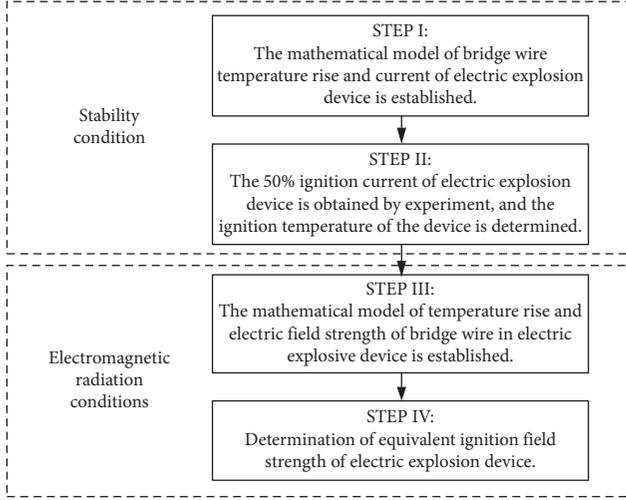 Stability
condition
STEP I:
The mathematical model of bridge wire
temperature rise and current of electric explosion
device is established.
STEP II:
The 50% ignition current of electric explosion
device is obtained by experiment, and the
ignition temperature of the device is determined.
Electromagnetic
radiation
conditions
STEP III:
The mathematical model of temperature rise and
electric field strength of bridge wire in electric
explosive device is established.
STEP IV:
Determination of equivalent ignition field
strength of electric explosion device.